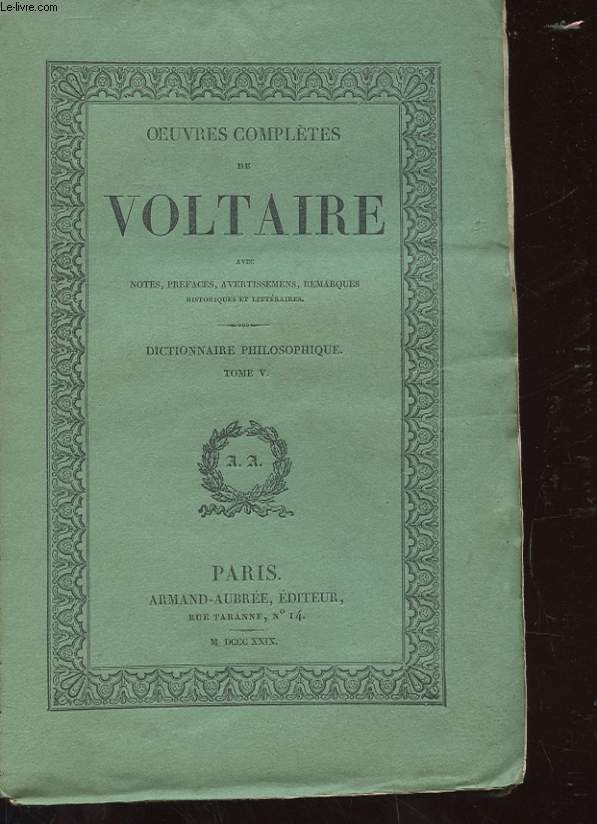 Le-livre.com
OEUVRES COMPLÈTES
DE
VOLTAIRE
AVEC
NOTES, PRÉFACES, AVERTISSEMENS, REMARQUES
HISTORIQUES ET LITTÉRAIRES.
DICTIONNAIRE PHILOSOPHIQUE.
TOME V.
A. A.
PARIS.
ARMAND-AUBRÉE, ÉDITEUR,
RUE TARANNE, No 14.
M DCCC XXIX.